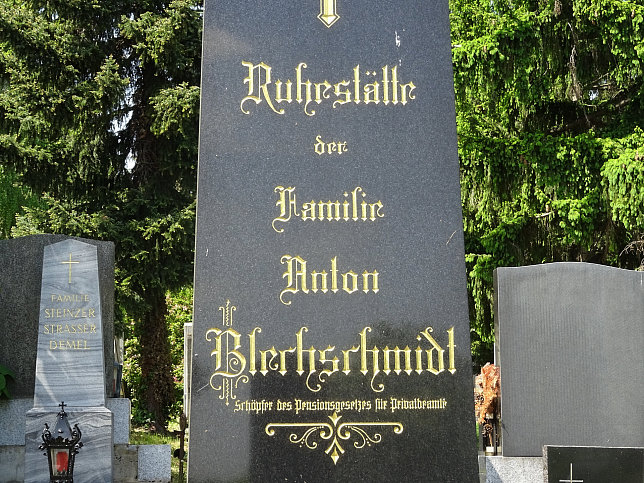 Ruhestätte
der
Familie
Anton
Blechschmidt
Schöpfer des Pensionsgesetzes für Privatbeamte
FAMILIE
STEINZER
STRASSER
DEMEL